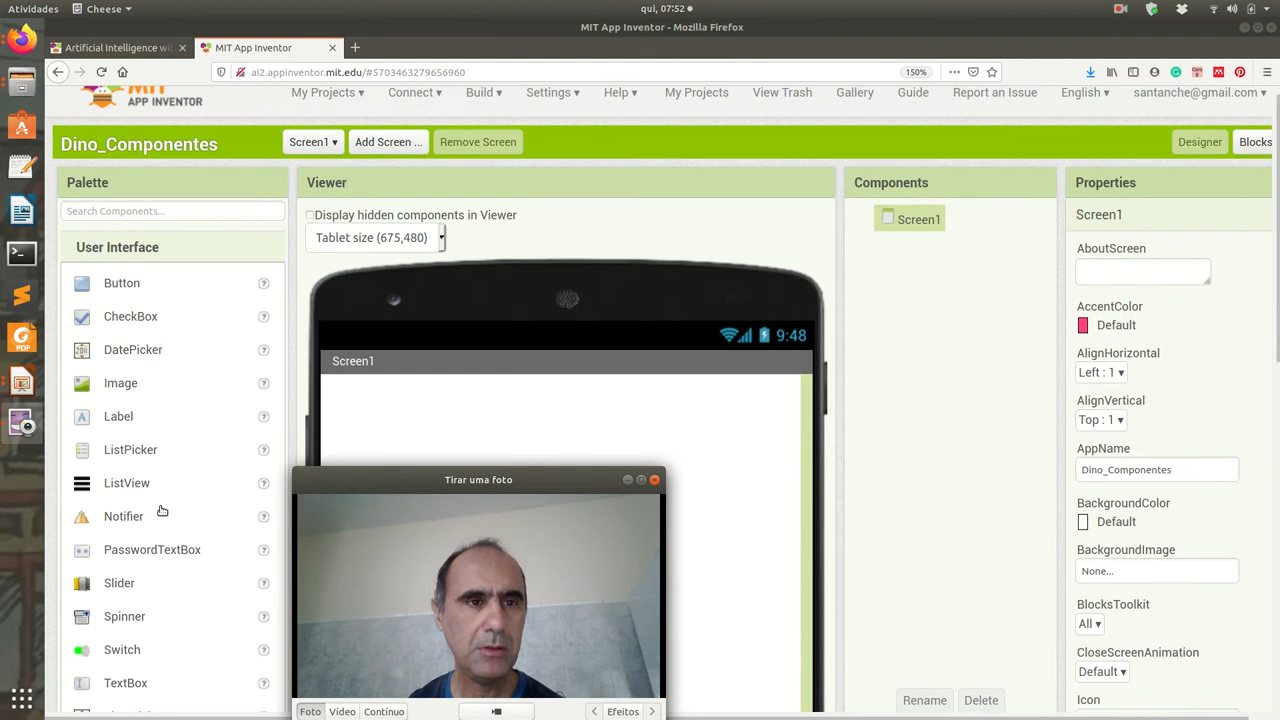 Atividades
Cheese
qui, 07:52
MIT App Inventor - Mozilla Firefox
Artificial Intelligence wi
MIT App Inventor
ai2.appinventor.mit.edu/#5703463279656960
150%
MIT
APP INVENTOR
My Projects
Connect
Build
Settings
Help
My Projects
View Trash
Gallery
Guide
Report an Issue
English
santanche@gmail.com
Dino_Componentes
Screen1
Add Screen ...
Remove Screen
Designer
Blocks
Palette
Search Components...
User Interface
Button
CheckBox
DatePicker
Image
Label
ListPicker
ListView
Notifier
PasswordTextBox
Slider
Spinner
Switch
TextBox
Viewer
Display hidden components in Viewer
Tablet size (675,480)
9:48
Screen1
Tirar uma foto
Foto
Vídeo
Contínuo
Efeitos
Components
Screen1
Rename
Delete
Properties
Screen1
AboutScreen
AccentColor
Default
AlignHorizontal
Left : 1
AlignVertical
Top : 1
AppName
Dino_Componentes
BackgroundColor
Default
BackgroundImage
None...
BlocksToolkit
All
CloseScreenAnimation
Default
Icon